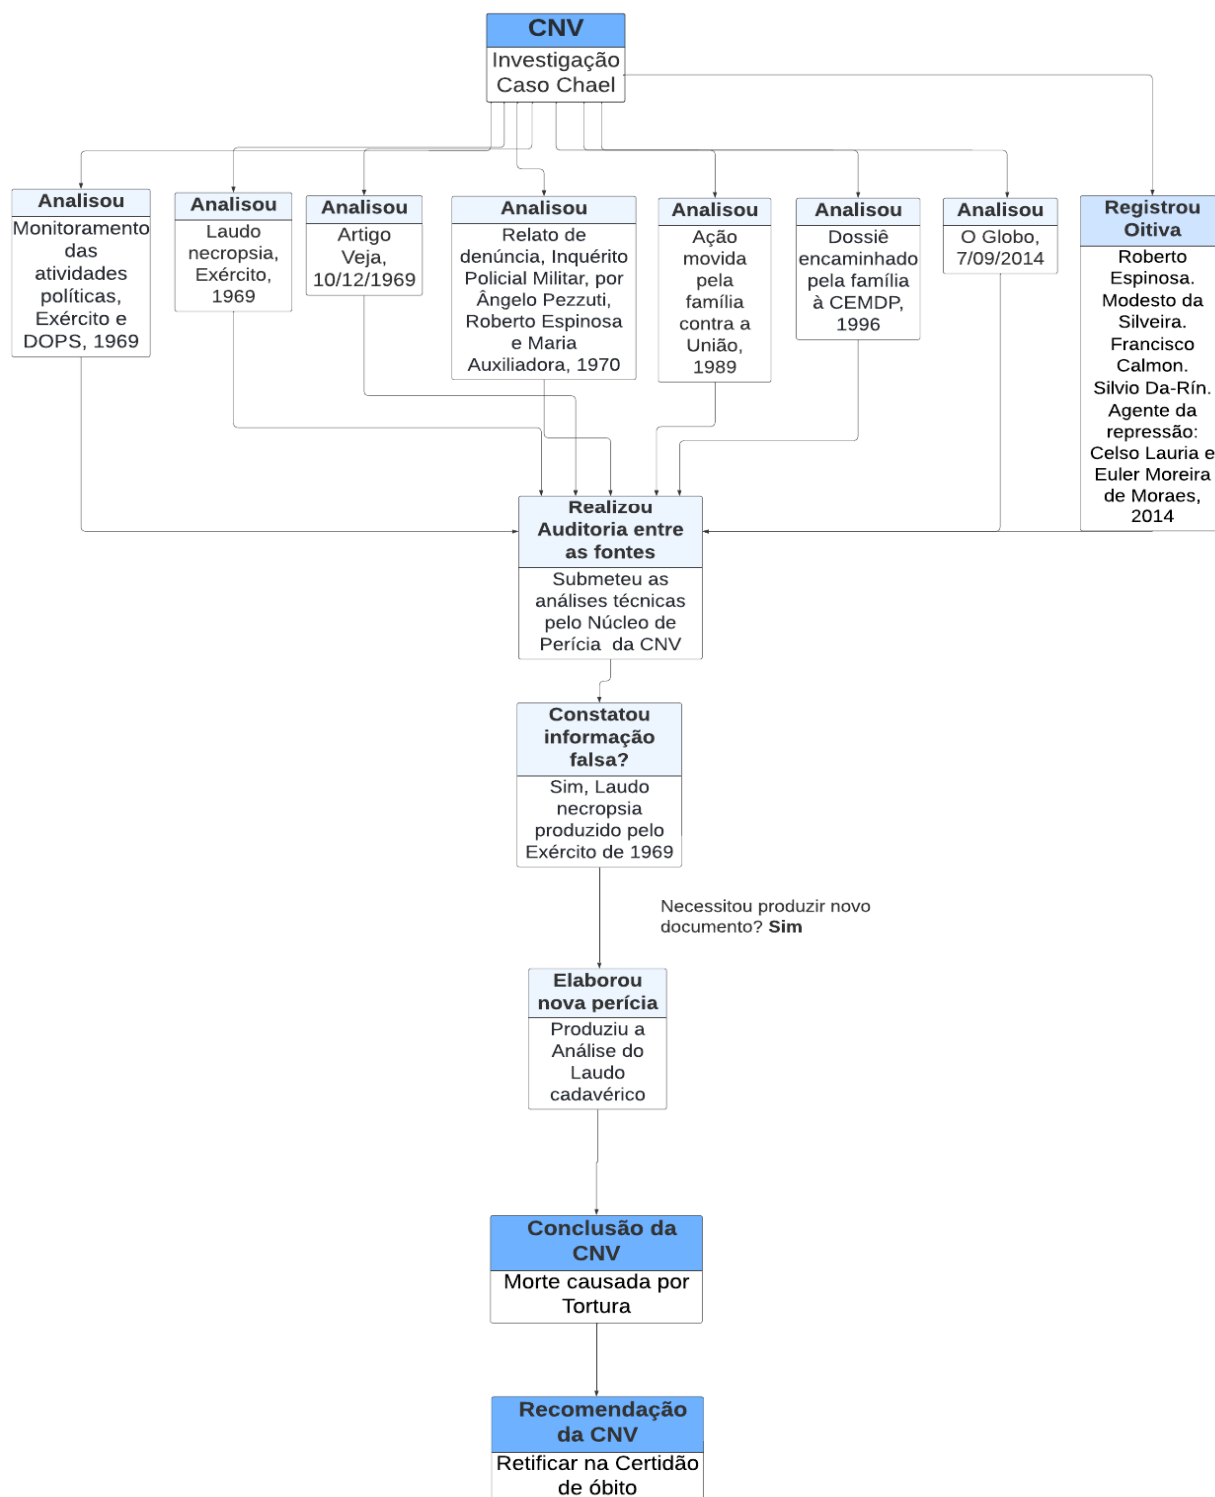 CNV
Investigação
Caso Chael
Analisou
Monitoramento
das
atividades
políticas,
Exército e
DOPS, 1969
Analisou
Laudo
necropsia,
Exército,
1969
Analisou
Artigo
Veja,
10/12/1969
Analisou
Relato de
denúncia, Inquérito
Policial Militar, por
Ângelo Pezzuti,
Roberto Espinosa
e Maria
Auxiliadora, 1970
Analisou
Ação
movida
pela
família
contra a
União,
1989
Analisou
Dossiê
encaminhado
pela família
à CEMDP,
1996
Analisou
O Globo,
7/09/2014
Registrou
Oitiva
Roberto
Espinosa.
Modesto da
Silveira.
Francisco
Calmon.
Silvio Da-Rín.
Agente da
repressão:
Celso Lauria e
Euler Moreira
de Moraes,
2014
Realizou
Auditoria entre
as fontes
Submeteu as
análises técnicas
pelo Núcleo de
Perícia da CNV
Constatou
informação
falsa?
Sim, Laudo
necropsia
produzido pelo
Exército de 1969
Necessitou produzir novo
documento? Sim
Elaborou
nova perícia
Produziu a
Análise do
Laudo
cadavérico
Conclusão da
CNV
Morte causada por
Tortura
Recomendação
da CNV
Retificar na Certidão
de óbito